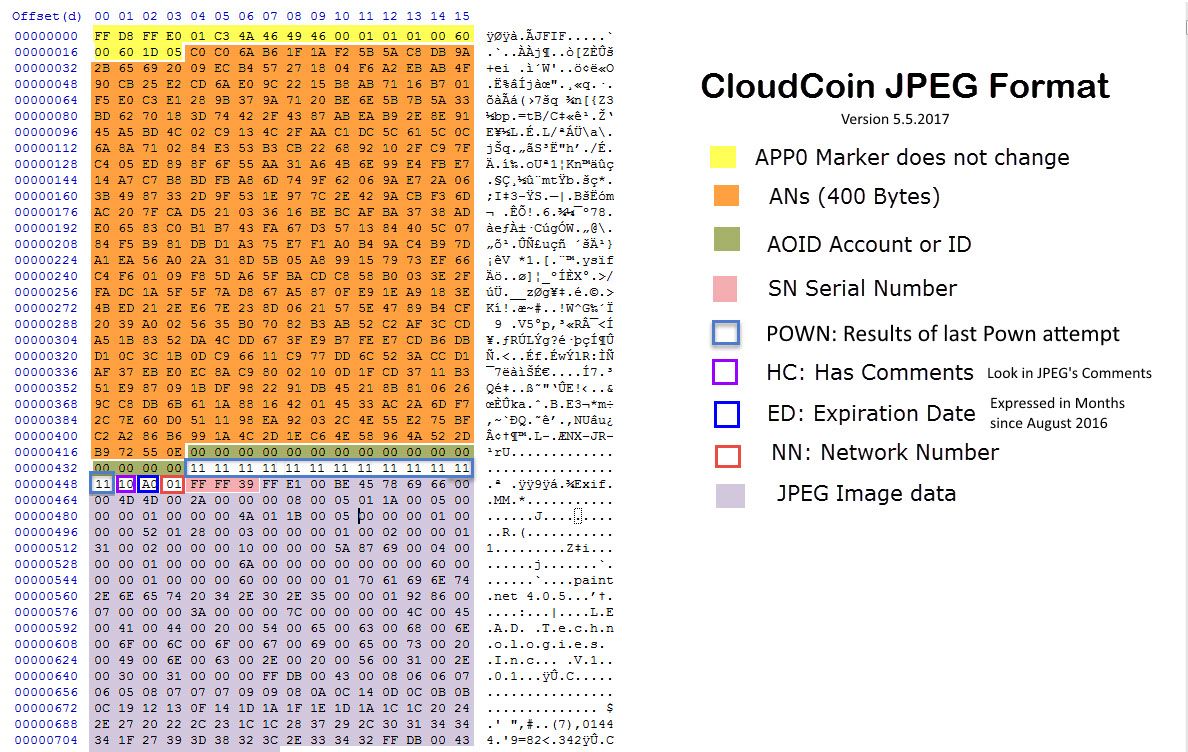 Offset(d) 00 01 02 03 04 05 06 07 08 09 10 11 12 13 14 15
00000000 FF D8 FF E0 01 C3 4A 46 49 46 00 01 01 01 00 60 ÿØÿà.ÃJFIF.....`
00000016 00 60 1D 05 C0 C0 6A B6 1F 1A F2 5B 5A C8 DB 9A .`..ÀÀj¶..ò[ZÈÛš
00000032 2B 65 69 20 09 EC B4 57 27 18 04 F6 A2 EB AB 4F +ei .ì´W'..ö¢ë«O
00000048 90 CB 25 E2 CD 6A E0 9C 22 15 B8 AB 71 16 B7 01
00000064 F5 E0 C3 E1 28 9B 37 9A 71 20 BE 6E 5B 7B 5A 33 õàÃá(›7šq ¾n[{Z3
00000080 BD 62 70 18 3D 74 42 2F 43 87 AB EA B9 2E 8E 91 ½bp.=tB/C‡«ê¹.Ž‘
00000096 45 A5 BD 4C 02 C9 13 4C 2F AA C1 DC 5C 61 5C 0C E¥½L.É.L/ªÁÜ\a\.
00000112 6A 8A 71 02 84 E3 53 B3 CB 22 68 92 10 2F C9 7F jŠq.„ãS³Ë"h’./É.
00000128 C4 05 ED 89 8F 6F 55 AA 31 A6 4B 6E 99 E4 FB E7 Ä.í‰.oUª1¦Kn™äûç
00000144 14 A7 C7 B8 BD FB A8 6D 74 9F 62 06 9A E7 2A 06 .§Ç¸½û¨mtŸb.šç*.
00000160 3B 49 87 33 2D 9F 53 1E 97 7C 2E 42 9A CB F3 6D ;I‡3-ŸS.—|.BšËóm
00000176 AC 20 7F CA D5 21 03 36 16 BE BC AF BA 37 38 AD ¬ .ÊÕ!.6.¾¼¯º78.
00000192 E0 65 83 C0 B1 B7 43 FA 67 D3 57 13 84 40 5C 07
00000208 84 F5 B9 81 DB D1 A3 75 E7 F1 A0 B4 9A C4 B9 7D
00000224 A1 EA 56 A0 2A 31 8D 5B 05 A8 99 15 79 73 EF 66
00000240 C4 F6 01 09 F8 5D A6 5F BA CD C8 58 B0 03 3E 2F Äö..ø]¦_ºÍÈX°.>/
00000256 FA DC 1A 5F 5F 7A D8 67 A5 87 0F E9 1E A9 18 3E úÜ.__zØg¥‡.é.©.>
00000272 4B ED 21 2E E6 7E 23 8D 06 21 57 5E 47 89 B4 CF Kí!.æ~#..!W^G‰´Ï
00000288 20 39 A0 02 56 35 B0 70 82 B3 AB 52 C2 AF 3C CD 9 .V5°p‚³«RÂ¯<Í
00000304 A5 1B 83 52 DA 4C DD 67 3F E9 B7 FE E7 CD B6 DB ¥.ƒRÚLÝg?é·þçÍ¶Û
00000320 D1 0C 3C 1B 0D C9 66 11 C9 77 DD 6C 52 3A CC D1 Ñ.<..Éf.ÉwÝlR:ÌÑ
00000336 AF 37 EB E0 EC 8A C9 80 02 10 0D 1F CD 37 11 B3 ¯7ëàìŠÉ€....Í7.³
00000352 51 E9 87 09 1B DF 98 22 91 DB 45 21 8B 81 06 26 Qé‡..ß˜"‘ÛE!‹..&
00000368 9C C8 DB 6B 61 1A 88 16 42 01 45 33 AC 2A 6D F7 œÈÛka.ˆ.B.E3¬*m÷
00000384 2C 7E 60 D0 51 11 98 EA 92 03 2C 4E 55 E2 75 BF ,~`ÐQ.˜ê’.,NUâu¿
00000400 C2 A2 86 B6 99 1A 4C 2D 1E C6 4E 58 96 4A 52 2D Â¢†¶™.L-.ÆNX–JR-
00000416 B9 72 55 0E 00 00 00 00 00 00 00 00 00 00 00 00 ¹rU.............
00000432 00 00 00 00 11 11 11 11 11 11 11 11 11 11 11 11 ................
00000448 11 10 A0 01 FF FF 39 FF E1 00 BE 45 78 69 66 00 .ª .ÿÿ9ÿá.¾Exif.
00000464 00 4D 4D 00 2A 00 00 00 08 00 05 01 1A 00 05 00 .MM.*...........
00000480 00 00 01 00 00 00 4A 01 1B 00 05 00 00 00 01 00 ......J.........
00000496 00 00 52 01 28 00 03 00 00 00 01 00 02 00 00 01 ..R.(...........
00000512 31 00 02 00 00 00 10 00 00 00 5A 87 69 00 04 00 1.........Z‡i...
00000528 00 00 01 00 00 00 6A 00 00 00 00 00 00 00 60 00 ......j.......`.
00000544 00 00 01 00 00 00 60 00 00 00 01 70 61 69 6E 74 ......`....paint
00000560 2E 6E 65 74 20 34 2E 30 2E 35 00 00 01 92 86 00 .net 4.0.5...’†.
00000576 07 00 00 00 3A 00 00 00 7C 00 00 00 00 4C 00 45 ....:...|....L.E
00000592 00 41 00 44 00 20 00 54 00 65 00 63 00 68 00 6E .A.D. .T.e.c.h.n
00000608 00 6F 00 6C 00 6F 00 67 00 69 00 65 00 73 00 20 .o.l.o.g.i.e.s.
00000624 00 49 00 6E 00 63 00 2E 00 20 00 56 00 31 00 2E .I.n.c... .V.1..
00000640 00 30 00 31 00 00 00 FF DB 00 43 00 08 06 06 07 .0.1...ÿÛ.C.....
00000656 06 05 08 07 07 07 09 09 08 0A 0C 14 0D 0C 0B 0B ................
00000672 0C 19 12 13 0F 14 1D 1A 1F 1E 1D 1A 1C 1C 20 24 .............. $
00000688 2E 27 20 22 2C 23 1C 1C 28 37 29 2C 30 31 34 34 .' ",#..(7),0144
00000704 34 1F 27 39 3D 38 32 3C 2E 33 34 32 FF DB 00 43 4.'9=82<.342ÿÛ.C
CloudCoin JPEG Format
Version 5.5.2017
APP0 Marker does not change
ANs (400 Bytes)
AOID Account or ID
SN Serial Number
POWN: Results of last Pown attempt
HC: Has Comments Look in JPEG's Comments
ED: Expiration Date Expressed in Months
since August 2016
NN: Network Number
JPEG Image data